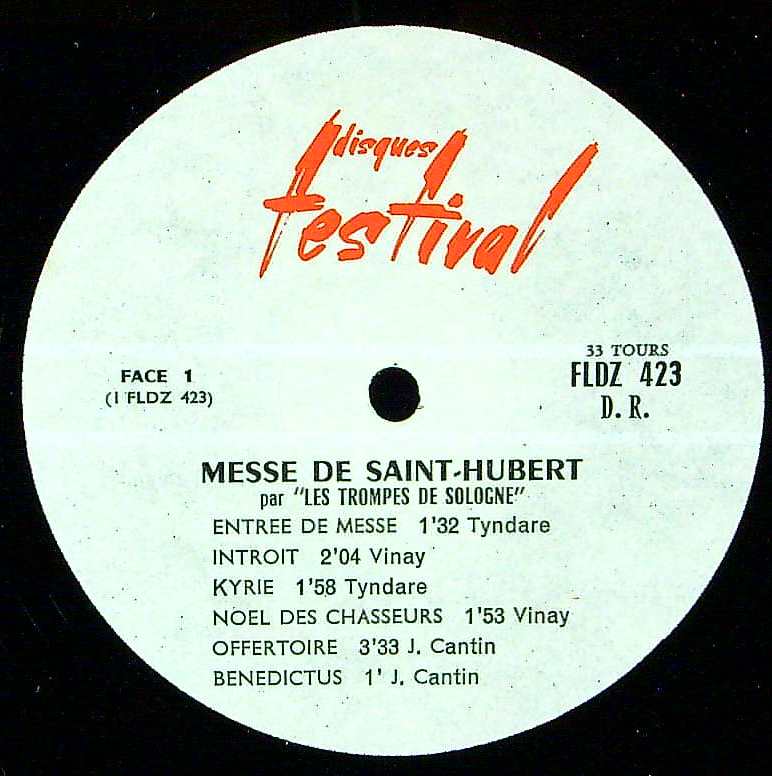 disques
festival
33 TOURS
FACE 1
FLDZ 423
(1 FLDZ 423)
D. R.
MESSE DE SAINT-HUBERT
par "LES TROMPES DE SOLOGNE"
ENTREE DE MESSE 1'32 Tyndare
INTROIT 2'04 Vinay
KYRIE 1'58 Tyndare
NOEL DES CHASSEURS 1'53 Vinay
OFFERTOIRE 3'33 J. Cantin
BENEDICTUS 1' J. Cantin